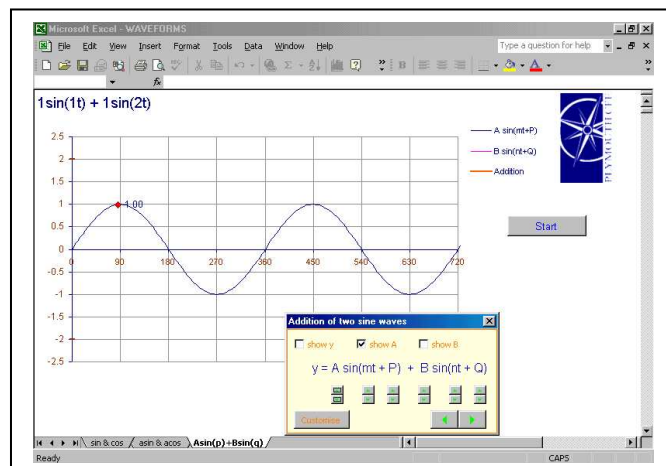 Microsoft Excel - WAVEFORMS
File Edit View Insert Format Tools Data Window Help
Type a question for help
fx
1sin(1t) + 1sin(2t)
2.5
2
1.5
1
0.5
0
-0.5
-1
-1.5
-2
-2.5
0 90 180 270 360 450 540 630 720
1.00
A sin(mt+P)
B sin(nt+Q)
Addition
PLYMOUTH CFE
Start
Addition of two sine waves
show y show A show B
y = A sin(mt + P) + B sin(nt + Q)
Customise
sin & cos asin & acos Asin(p)+Bsin(q)
Ready CAPS